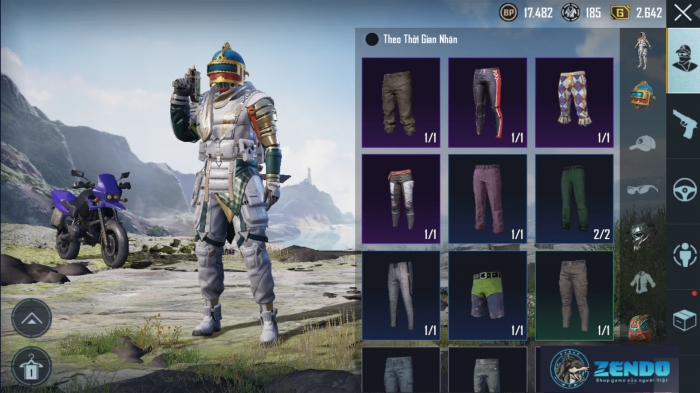 BP 17.482 185 G 2.642
Theo Thời Gian Nhận
1/1 1/1 1/1
1/1 1/1 2/2
1/1 1/1 1/1
ZENDO
Shop game của người Việt